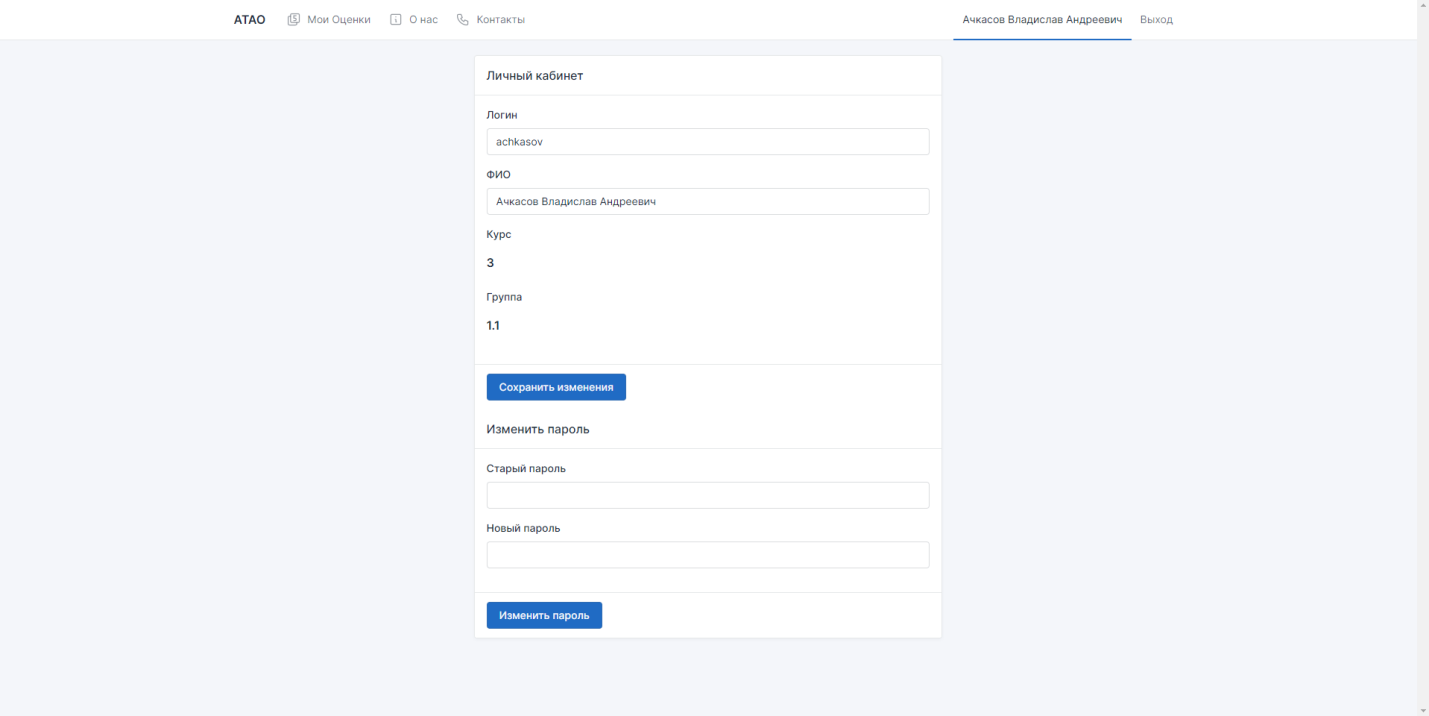 АТАО Мои Оценки О нас Контакты Ачкасов Владислав Андреевич Выход
Личный кабинет
Логин
achkasov
ФИО
Ачкасов Владислав Андреевич
Курс
3
Группа
1.1
Сохранить изменения
Изменить пароль
Старый пароль
Новый пароль
Изменить пароль